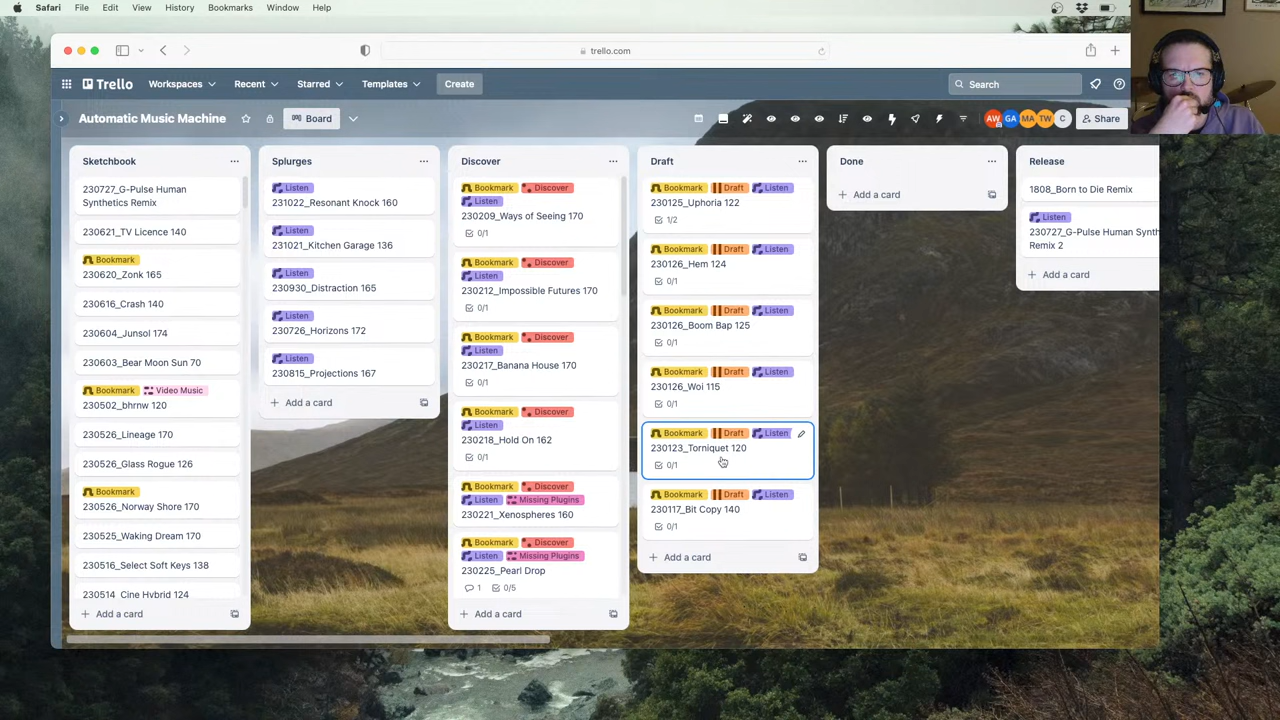 Safari File Edit View History Bookmarks Window Help
trello.com
Trello Workspaces Recent Starred Templates Create Search
Automatic Music Machine Board AW GA MA TW C Share
Sketchbook
230727_G-Pulse Human
Synthetics Remix
230621_TV Licence 140
Bookmark
230620_Zonk 165
230616_Crash 140
230604_Junsol 174
230603_Bear Moon Sun 70
Bookmark Video Music
230502_bhrnw 120
230526_Lineage 170
230526_Glass Rogue 126
Bookmark
230526_Norway Shore 170
230525_Waking Dream 170
230516_Select Soft Keys 138
230514_Cine Hybrid 124
+ Add a card
Splurges
Listen
231022_Resonant Knock 160
Listen
231021_Kitchen Garage 136
Listen
230930_Distraction 165
Listen
230726_Horizons 172
Listen
230815_Projections 167
+ Add a card
Discover
Bookmark Discover
Listen
230209_Ways of Seeing 170
0/1
Bookmark Discover
Listen
230212_Impossible Futures 170
0/1
Bookmark Discover
Listen
230217_Banana House 170
0/1
Bookmark Discover
Listen
230218_Hold On 162
0/1
Bookmark Discover
Listen Missing Plugins
230221_Xenospheres 160
Bookmark Discover
Listen Missing Plugins
230225_Pearl Drop
1 0/5
+ Add a card
Draft
Bookmark Draft Listen
230125_Uphoria 122
1/2
Bookmark Draft Listen
230126_Hem 124
0/1
Bookmark Draft Listen
230126_Boom Bap 125
0/1
Bookmark Draft Listen
230126_Woi 115
0/1
Bookmark Draft Listen
230123_Torniquet 120
0/1
Bookmark Draft Listen
230117_Bit Copy 140
0/1
+ Add a card
Done
+ Add a card
Release
1808_Born to Die Remix
Listen
230727_G-Pulse Human Synth
Remix 2
+ Add a card